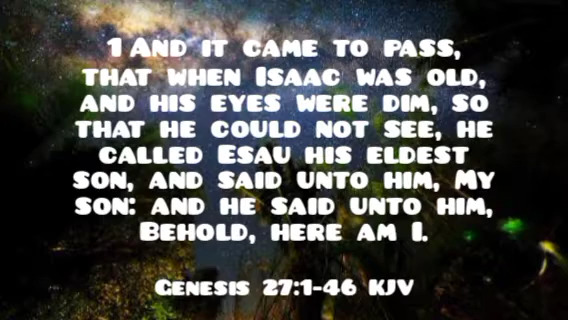 1 And it came to pass,
that when Isaac was old,
and his eyes were dim, so
that he could not see, he
called Esau his eldest
son, and said unto him, My
son: and he said unto him,
Behold, here am I.
Genesis 27:1-46 KJV